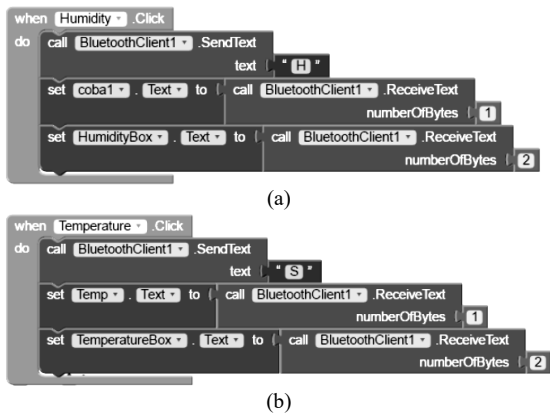 when Humidity .Click
do call BluetoothClient1 .SendText
text " H "
set coba1 . Text to call BluetoothClient1 .ReceiveText
numberOfBytes 1
set HumidityBox . Text to call BluetoothClient1 .ReceiveText
numberOfBytes 2
(a)
when Temperature .Click
do call BluetoothClient1 .SendText
text " S "
set Temp . Text to call BluetoothClient1 .ReceiveText
numberOfBytes 1
set TemperatureBox . Text to call BluetoothClient1 .ReceiveText
numberOfBytes 2
(b)